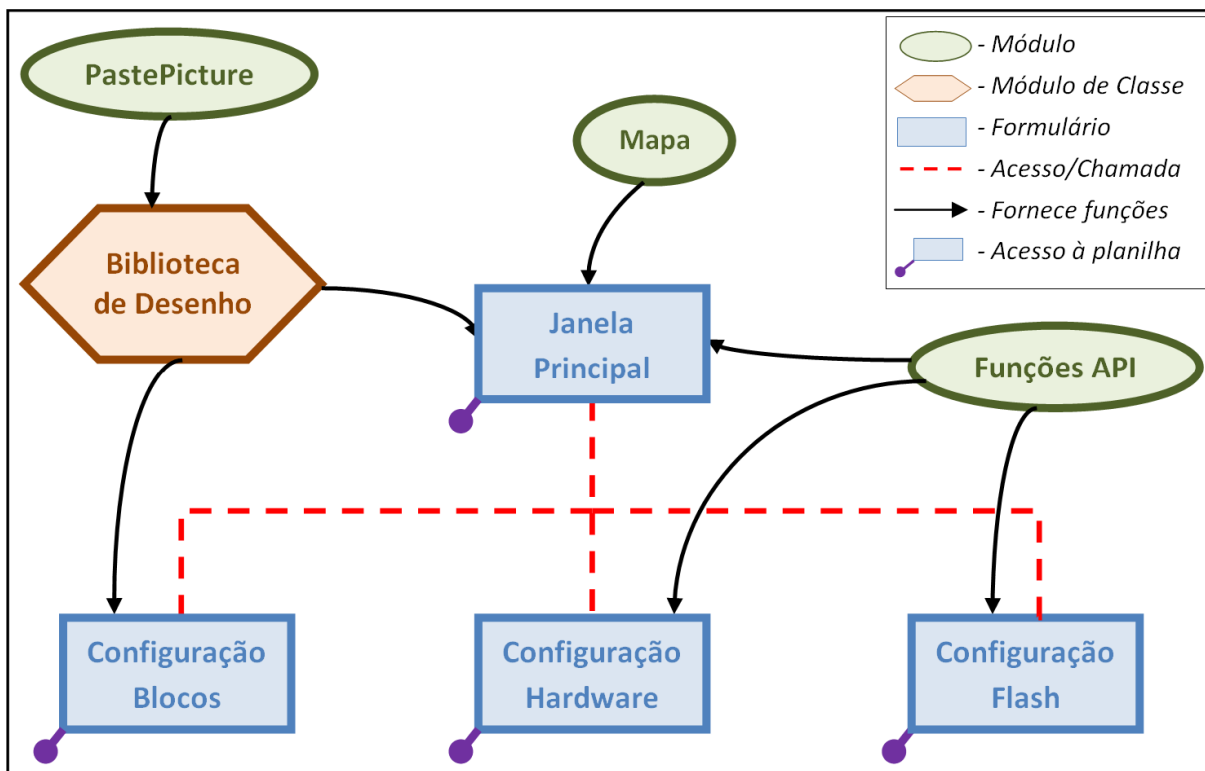 PastePicture
Mapa
- Módulo
- Módulo de Classe
- Formulário
- Acesso/Chamada
- Fornece funções
- Acesso à planilha
Biblioteca
de Desenho
Janela
Principal
Funções API
Configuração
Blocos
Configuração
Hardware
Configuração
Flash